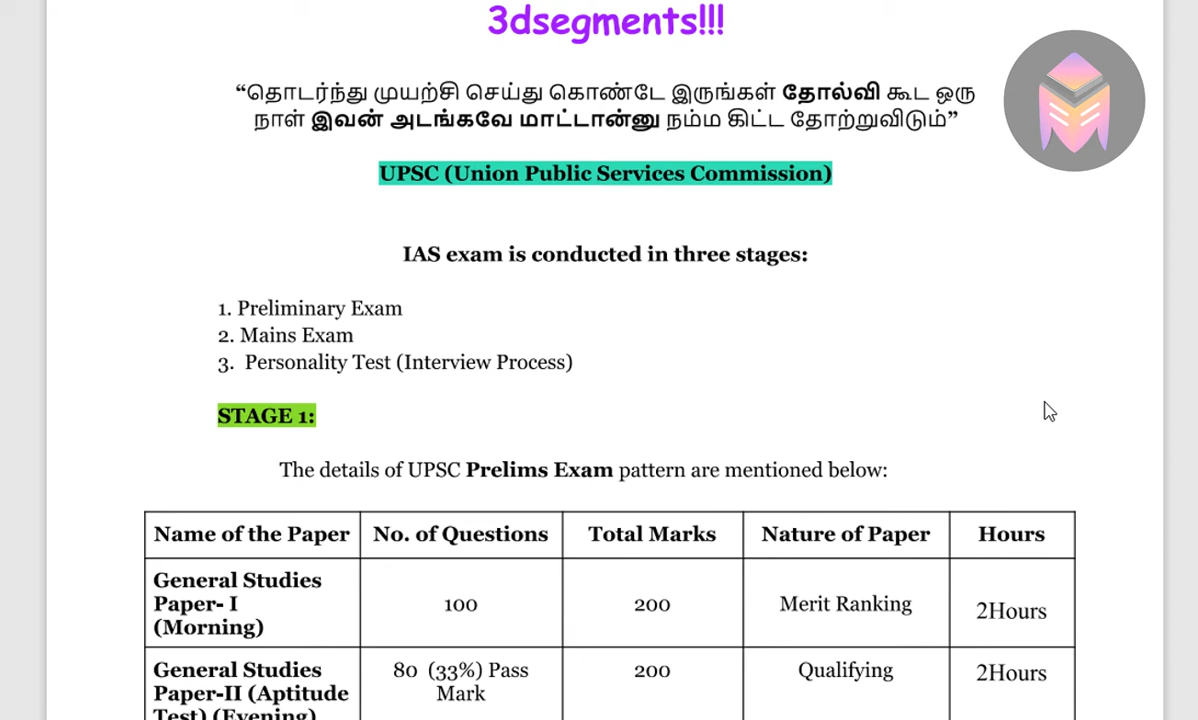 3dsegments!!!
“தொடர்ந்து முயற்சி செய்து கொண்டே இருங்கள் தோல்வி கூட ஒரு
நாள் இவன் அடங்கவே மாட்டான்னு நம்ம கிட்ட தோற்றுவிடும்”
UPSC (Union Public Services Commission)
IAS exam is conducted in three stages:
1. Preliminary Exam
2. Mains Exam
3. Personality Test (Interview Process)
STAGE 1:
The details of UPSC Prelims Exam pattern are mentioned below:
Name of the Paper No. of Questions Total Marks Nature of Paper Hours
General Studies
Paper- I
(Morning)
100
200
Merit Ranking
2Hours
General Studies
Paper-II (Aptitude
Test) (Evening)
80 (33%) Pass
Mark
200
Qualifying
2Hours